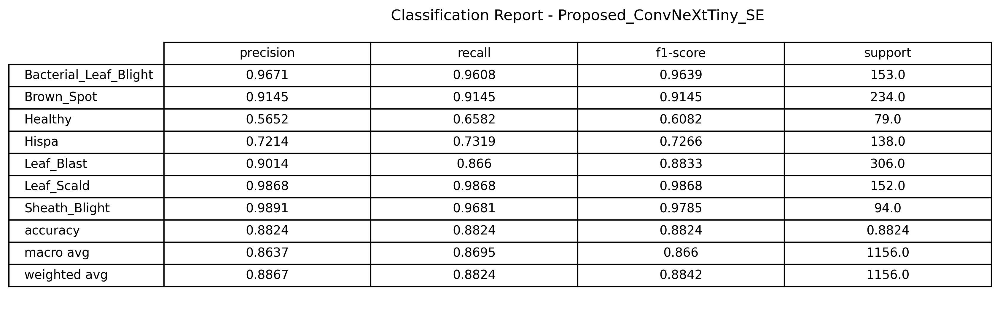 Classification Report - Proposed_ConvNeXtTiny_SE
precision recall f1-score support
Bacterial_Leaf_Blight 0.9671 0.9608 0.9639 153.0
Brown_Spot 0.9145 0.9145 0.9145 234.0
Healthy 0.5652 0.6582 0.6082 79.0
Hispa 0.7214 0.7319 0.7266 138.0
Leaf_Blast 0.9014 0.866 0.8833 306.0
Leaf_Scald 0.9868 0.9868 0.9868 152.0
Sheath_Blight 0.9891 0.9681 0.9785 94.0
accuracy 0.8824 0.8824 0.8824 0.8824
macro avg 0.8637 0.8695 0.866 1156.0
weighted avg 0.8867 0.8824 0.8842 1156.0